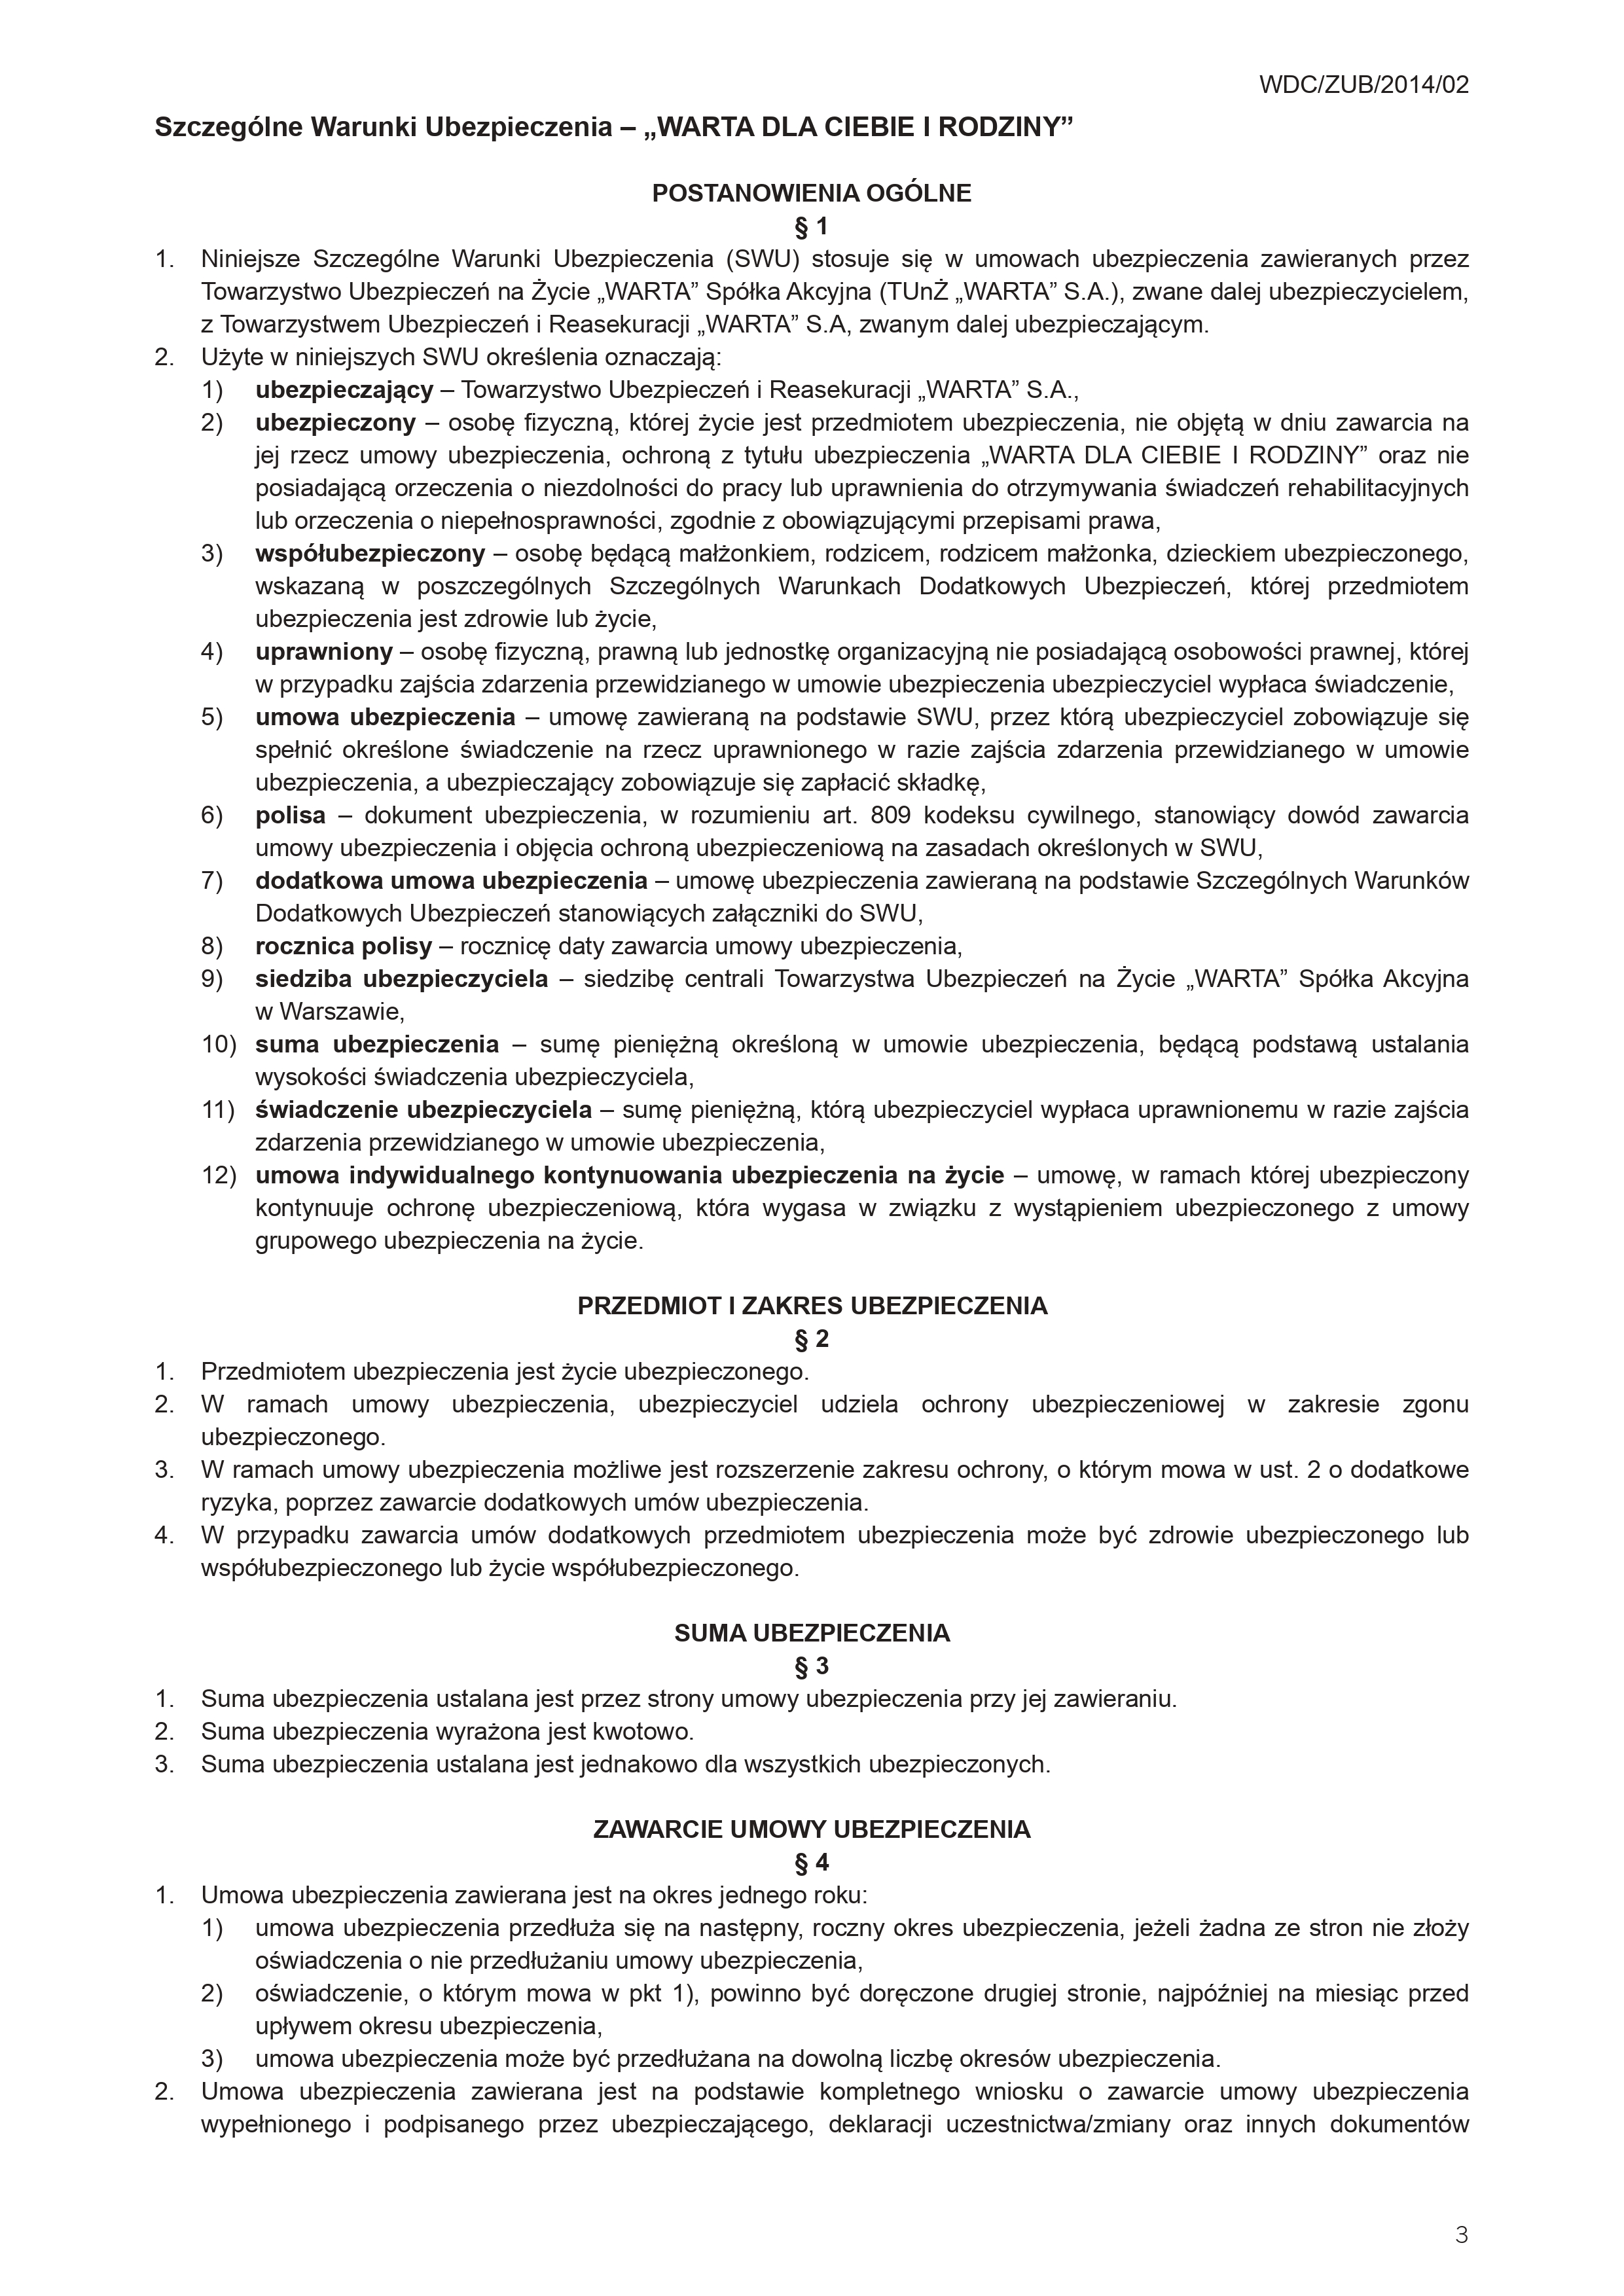 WDC/ZUB/2014/02
Szczególne Warunki Ubezpieczenia – „WARTA DLA CIEBIE I RODZINY”
POSTANOWIENIA OGÓLNE
§ 1
1. Niniejsze Szczególne Warunki Ubezpieczenia (SWU) stosuje się w umowach ubezpieczenia zawieranych przez
Towarzystwo Ubezpieczeń na Życie „WARTA” Spółka Akcyjna (TUnŻ „WARTA” S.A.), zwane dalej ubezpieczycielem,
z Towarzystwem Ubezpieczeń i Reasekuracji „WARTA” S.A, zwanym dalej ubezpieczającym.
2. Użyte w niniejszych SWU określenia oznaczają:
1) ubezpieczający – Towarzystwo Ubezpieczeń i Reasekuracji „WARTA” S.A.,
2) ubezpieczony – osobę fizyczną, której życie jest przedmiotem ubezpieczenia, nie objętą w dniu zawarcia na
jej rzecz umowy ubezpieczenia, ochroną z tytułu ubezpieczenia „WARTA DLA CIEBIE I RODZINY” oraz nie
posiadającą orzeczenia o niezdolności do pracy lub uprawnienia do otrzymywania świadczeń rehabilitacyjnych
lub orzeczenia o niepełnosprawności, zgodnie z obowiązującymi przepisami prawa,
3) współubezpieczony – osobę będącą małżonkiem, rodzicem, rodzicem małżonka, dzieckiem ubezpieczonego,
wskazaną w poszczególnych Szczególnych Warunkach Dodatkowych Ubezpieczeń, której przedmiotem
ubezpieczenia jest zdrowie lub życie,
4) uprawniony – osobę fizyczną, prawną lub jednostkę organizacyjną nie posiadającą osobowości prawnej, której
w przypadku zajścia zdarzenia przewidzianego w umowie ubezpieczenia ubezpieczyciel wypłaca świadczenie,
5) umowa ubezpieczenia – umowę zawieraną na podstawie SWU, przez którą ubezpieczyciel zobowiązuje się
spełnić określone świadczenie na rzecz uprawnionego w razie zajścia zdarzenia przewidzianego w umowie
ubezpieczenia, a ubezpieczający zobowiązuje się zapłacić składkę,
6) polisa – dokument ubezpieczenia, w rozumieniu art. 809 kodeksu cywilnego, stanowiący dowód zawarcia
umowy ubezpieczenia i objęcia ochroną ubezpieczeniową na zasadach określonych w SWU,
7) dodatkowa umowa ubezpieczenia – umowę ubezpieczenia zawieraną na podstawie Szczególnych Warunków
Dodatkowych Ubezpieczeń stanowiących załączniki do SWU,
8) rocznica polisy – rocznicę daty zawarcia umowy ubezpieczenia,
9) siedziba ubezpieczyciela – siedzibę centrali Towarzystwa Ubezpieczeń na Życie „WARTA” Spółka Akcyjna
w Warszawie,
10) suma ubezpieczenia – sumę pieniężną określoną w umowie ubezpieczenia, będącą podstawą ustalania
wysokości świadczenia ubezpieczyciela,
11) świadczenie ubezpieczyciela – sumę pieniężną, którą ubezpieczyciel wypłaca uprawnionemu w razie zajścia
zdarzenia przewidzianego w umowie ubezpieczenia,
12) umowa indywidualnego kontynuowania ubezpieczenia na życie – umowę, w ramach której ubezpieczony
kontynuuje ochronę ubezpieczeniową, która wygasa w związku z wystąpieniem ubezpieczonego z umowy
grupowego ubezpieczenia na życie.
PRZEDMIOT I ZAKRES UBEZPIECZENIA
§ 2
1. Przedmiotem ubezpieczenia jest życie ubezpieczonego.
2. W ramach umowy ubezpieczenia, ubezpieczyciel udziela ochrony ubezpieczeniowej w zakresie zgonu
ubezpieczonego.
3. W ramach umowy ubezpieczenia możliwe jest rozszerzenie zakresu ochrony, o którym mowa w ust. 2 o dodatkowe
ryzyka, poprzez zawarcie dodatkowych umów ubezpieczenia.
4. W przypadku zawarcia umów dodatkowych przedmiotem ubezpieczenia może być zdrowie ubezpieczonego lub
współubezpieczonego lub życie współubezpieczonego.
SUMA UBEZPIECZENIA
§ 3
1. Suma ubezpieczenia ustalana jest przez strony umowy ubezpieczenia przy jej zawieraniu.
2. Suma ubezpieczenia wyrażona jest kwotowo.
3. Suma ubezpieczenia ustalana jest jednakowo dla wszystkich ubezpieczonych.
ZAWARCIE UMOWY UBEZPIECZENIA
§ 4
1. Umowa ubezpieczenia zawierana jest na okres jednego roku:
1) umowa ubezpieczenia przedłuża się na następny, roczny okres ubezpieczenia, jeżeli żadna ze stron nie złoży
oświadczenia o nie przedłużaniu umowy ubezpieczenia,
2) oświadczenie, o którym mowa w pkt 1), powinno być doręczone drugiej stronie, najpóźniej na miesiąc przed
upływem okresu ubezpieczenia,
3) umowa ubezpieczenia może być przedłużana na dowolną liczbę okresów ubezpieczenia.
2. Umowa ubezpieczenia zawierana jest na podstawie kompletnego wniosku o zawarcie umowy ubezpieczenia
wypełnionego i podpisanego przez ubezpieczającego, deklaracji uczestnictwa/zmiany oraz innych dokumentów
3